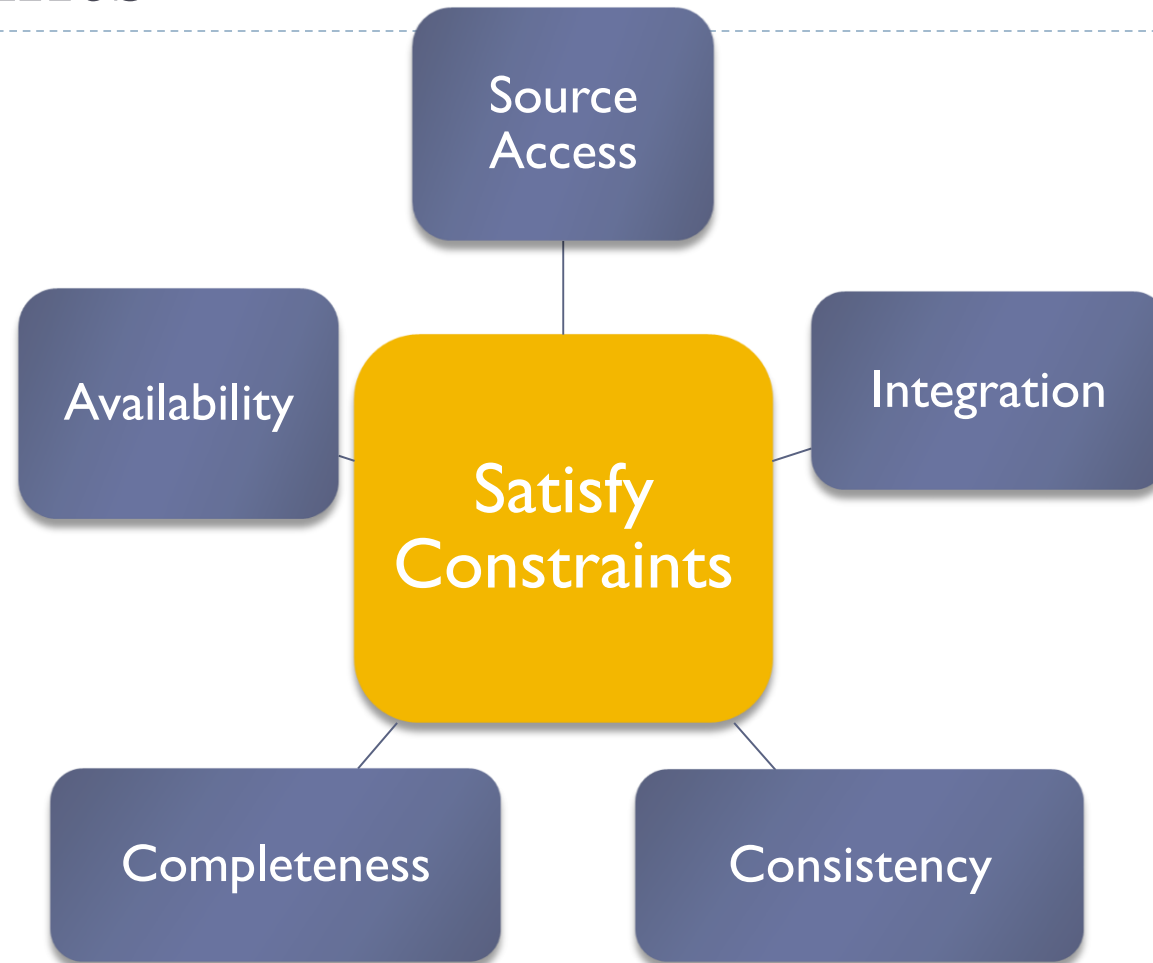 Source
Access
Availability
Integration
Satisfy
Constraints
Completeness
Consistency